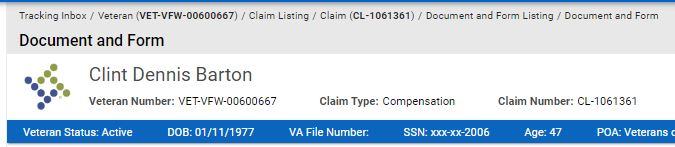 Tracking Inbox / Veteran (VET-VFW-00600667) / Claim Listing / Claim (CL-1061361) / Document and Form Listing / Document and Form
Document and Form
Clint Dennis Barton
Veteran Number: VET-VFW-00600667 Claim Type: Compensation Claim Number: CL-1061361
Veteran Status: Active DOB: 01/11/1977 VA File Number: SSN: xxx-xx-2006 Age: 47 POA: Veterans